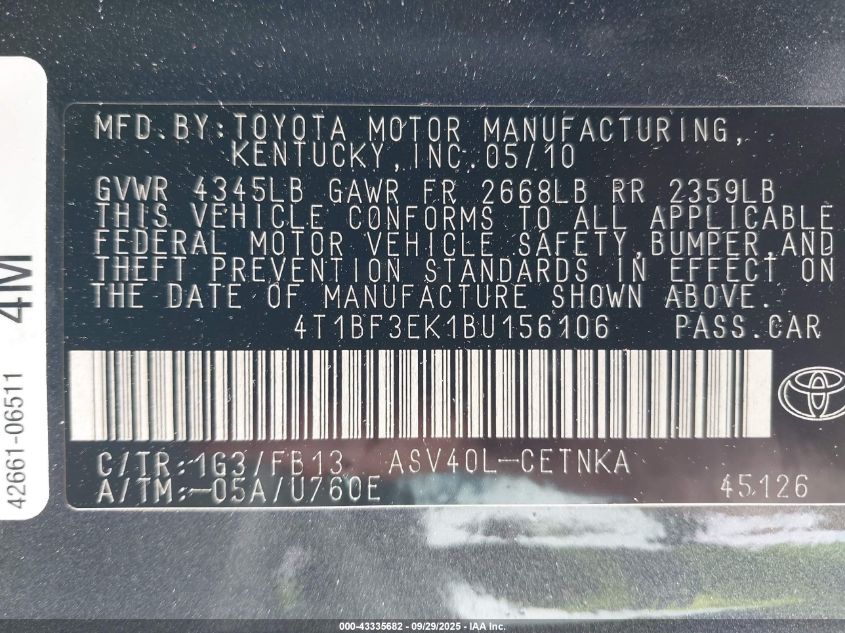 MFD.BY:TOYOTA MOTOR MANUFACTURING,
KENTUCKY,INC.05/10
GVWR 4345LB GAWR FR 2668LB RR 2359LB
THIS VEHICLE CONFORMS TO ALL APPLICABLE
FEDERAL MOTOR VEHICLE SAFETY,BUMPER,AND
THEFT PREVENTION STANDARDS IN EFFECT ON
THE DATE OF MANUFACTURE SHOWN ABOVE.
4T1BF3EK1BU156106 PASS.CAR
C/TR:1G3/FB13 ASV40L-CETNKA
A/TM:-05A/U760E 45126
42661-06511 4M
000-43335682 - 09/29/2025 - IAA Inc.